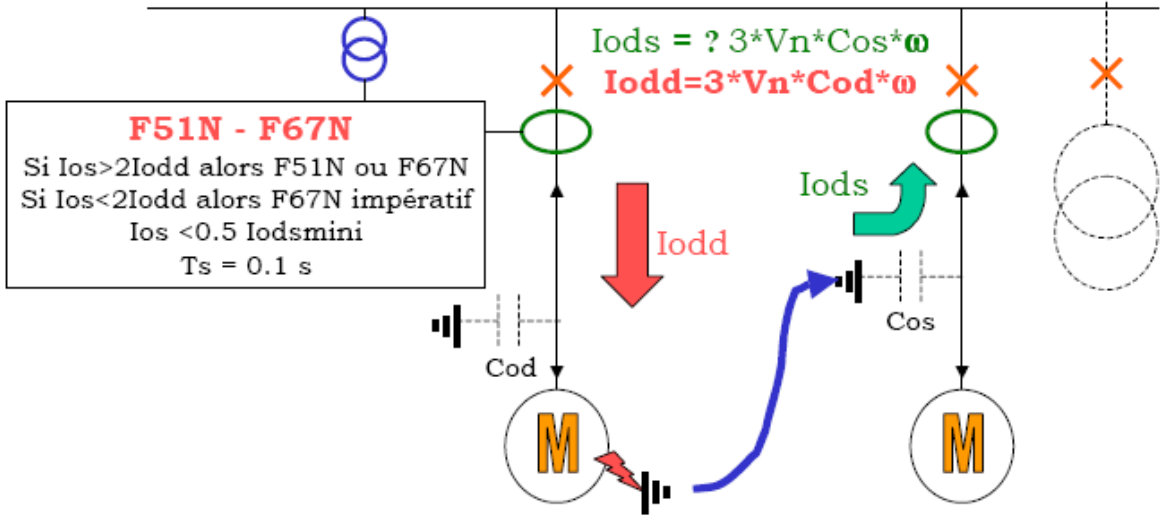 Iods = ? 3*Vn*Cos*ω
Iodd=3*Vn*Cod*ω
F51N - F67N
Si Ios>2Iodd alors F51N ou F67N
Si Ios<2Iodd alors F67N impératif
Ios <0.5 Iodsmini
Ts = 0.1 s
Iods
Iodd
Cos
Cod
M
M